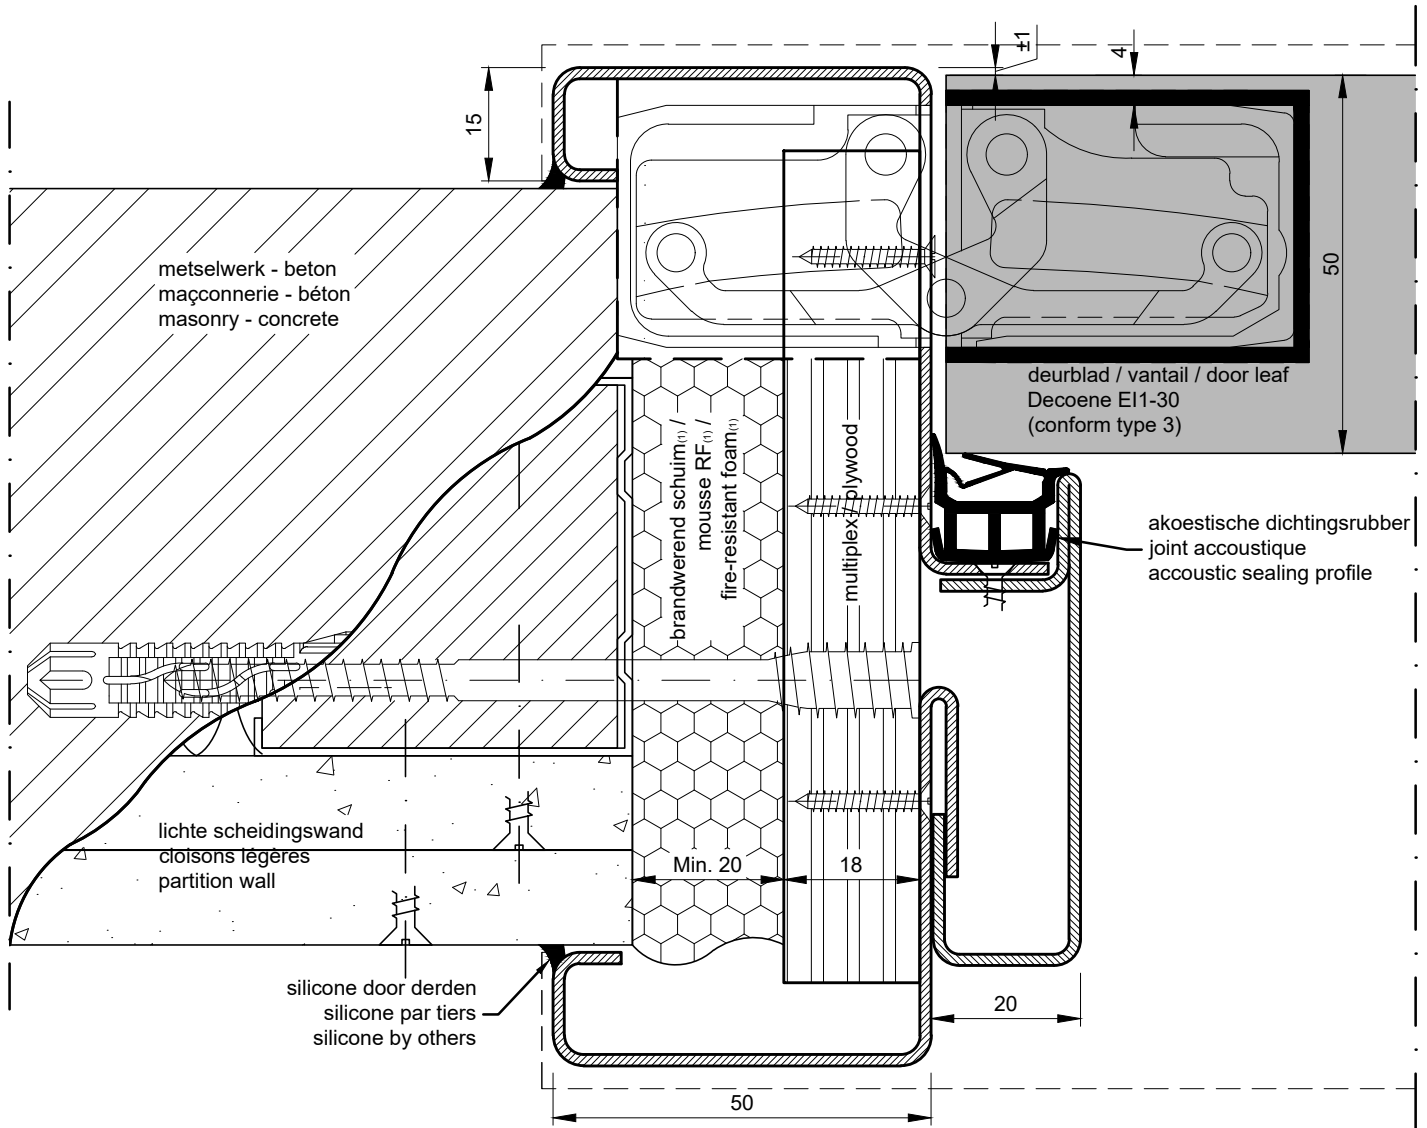 ±1
4
15
50
metselwerk - beton
maçconnerie - béton
masonry - concrete
deurblad / vantail / door leaf
Decoene EI1-30
(conform type 3)
brandwerend schuim(1) /
mousse RF(1) /
fire-resistant foam(1)
multiplex / plywood
akoestische dichtingsrubber
joint accoustique
accoustic sealing profile
lichte scheidingswand
cloisons légères
partition wall
Min. 20
18
silicone door derden
silicone par tiers
silicone by others
20
50